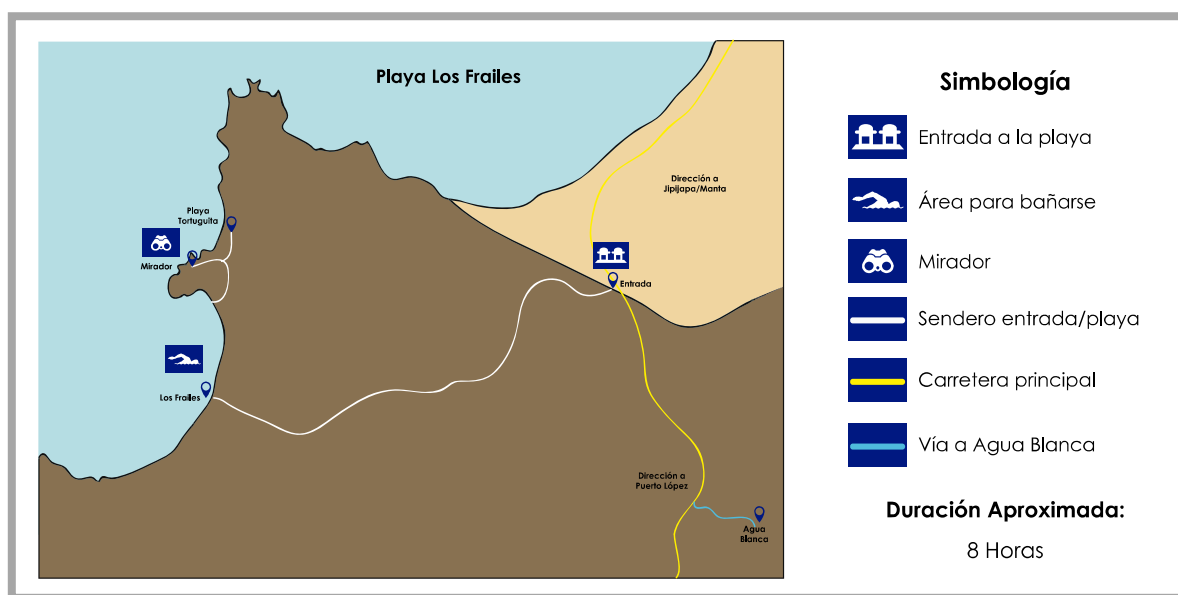 Playa Los Frailes
Dirección a
Jipijapa/Manta
Playa
Tortuguita
Mirador
Entrada
Los Frailes
Dirección a
Puerto López
Agua
Blanca
Simbología
Entrada a la playa
Área para bañarse
Mirador
Sendero entrada/playa
Carretera principal
Vía a Agua Blanca
Duración Aproximada:
8 Horas